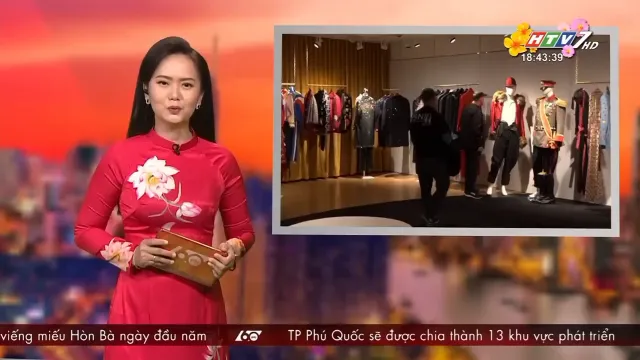 HTV7 HD
18:43:39
viếng miếu Hòn Bà ngày đầu năm
60
TP Phú Quốc sẽ được chia thành 13 khu vực phát triển